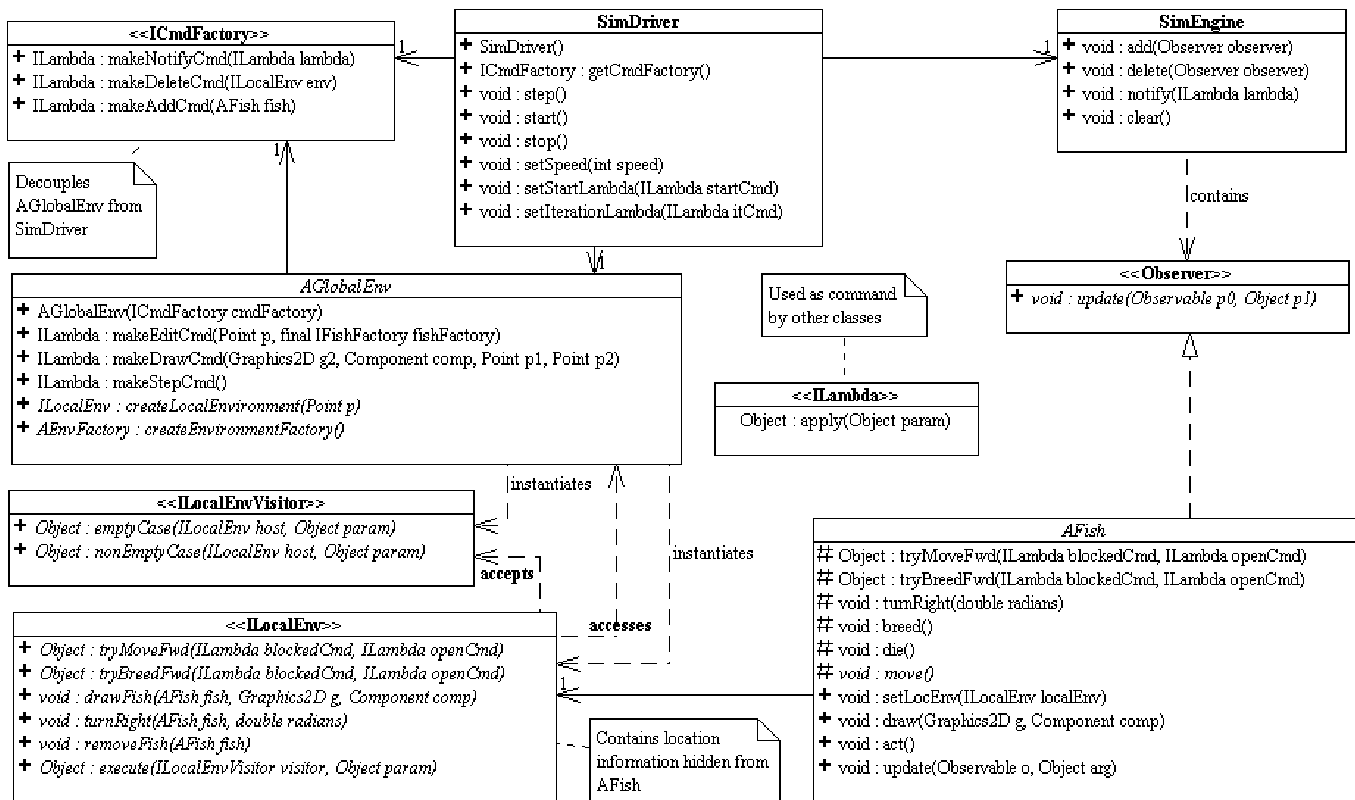 <<ICmdFactory>>
+ ILambda : makeNotifyCmd(ILambda lambda)
+ ILambda : makeDeleteCmd(ILocalEnv env)
+ ILambda : makeAddCmd(AFish fish)
1
SimDriver
+ SimDriver()
+ ICmdFactory : getCmdFactory()
+ void : step()
+ void : start()
+ void : stop()
+ void : setSpeed(int speed)
+ void : setStartLambda(ILambda startCmd)
+ void : setIterationLambda(ILambda itCmd)
1
SimEngine
+ void : add(Observer observer)
+ void : delete(Observer observer)
+ void : notify(ILambda lambda)
+ void : clear()
1
Decouples
AGlobalEnv from
SimDriver
1
contains
AGlobalEnv
+ AGlobalEnv(ICmdFactory cmdFactory)
+ ILambda : makeEditCmd(Point p, final IFishFactory fishFactory)
+ ILambda : makeDrawCmd(Graphics2D g2, Component comp, Point p1, Point p2)
+ ILambda : makeStepCmd()
+ ILocalEnv : createLocalEnvironment(Point p)
+ AEnvFactory : createEnvironmentFactory()
Used as command
by other classes
<<Observer>>
+ void : update(Observable p0, Object p1)
<<ILambda>>
Object : apply(Object param)
instantiates
<<ILocalEnvVisitor>>
+ Object : emptyCase(ILocalEnv host, Object param)
+ Object : nonEmptyCase(ILocalEnv host, Object param)
accepts
instantiates
accesses
<<ILocalEnv>>
+ Object : tryMoveFwd(ILambda blockedCmd, ILambda openCmd)
+ Object : tryBreedFwd(ILambda blockedCmd, ILambda openCmd)
+ void : drawFish(AFish fish, Graphics2D g, Component comp)
+ void : turnRight(AFish fish, double radians)
+ void : removeFish(AFish fish)
+ Object : execute(ILocalEnvVisitor visitor, Object param)
1
Contains location
information hidden from
AFish
AFish
# Object : tryMoveFwd(ILambda blockedCmd, ILambda openCmd)
# Object : tryBreedFwd(ILambda blockedCmd, ILambda openCmd)
# void : turnRight(double radians)
# void : breed()
# void : die()
# void : move()
+ void : setLocEnv(ILocalEnv localEnv)
+ void : draw(Graphics2D g, Component comp)
+ void : act()
+ void : update(Observable o, Object arg)